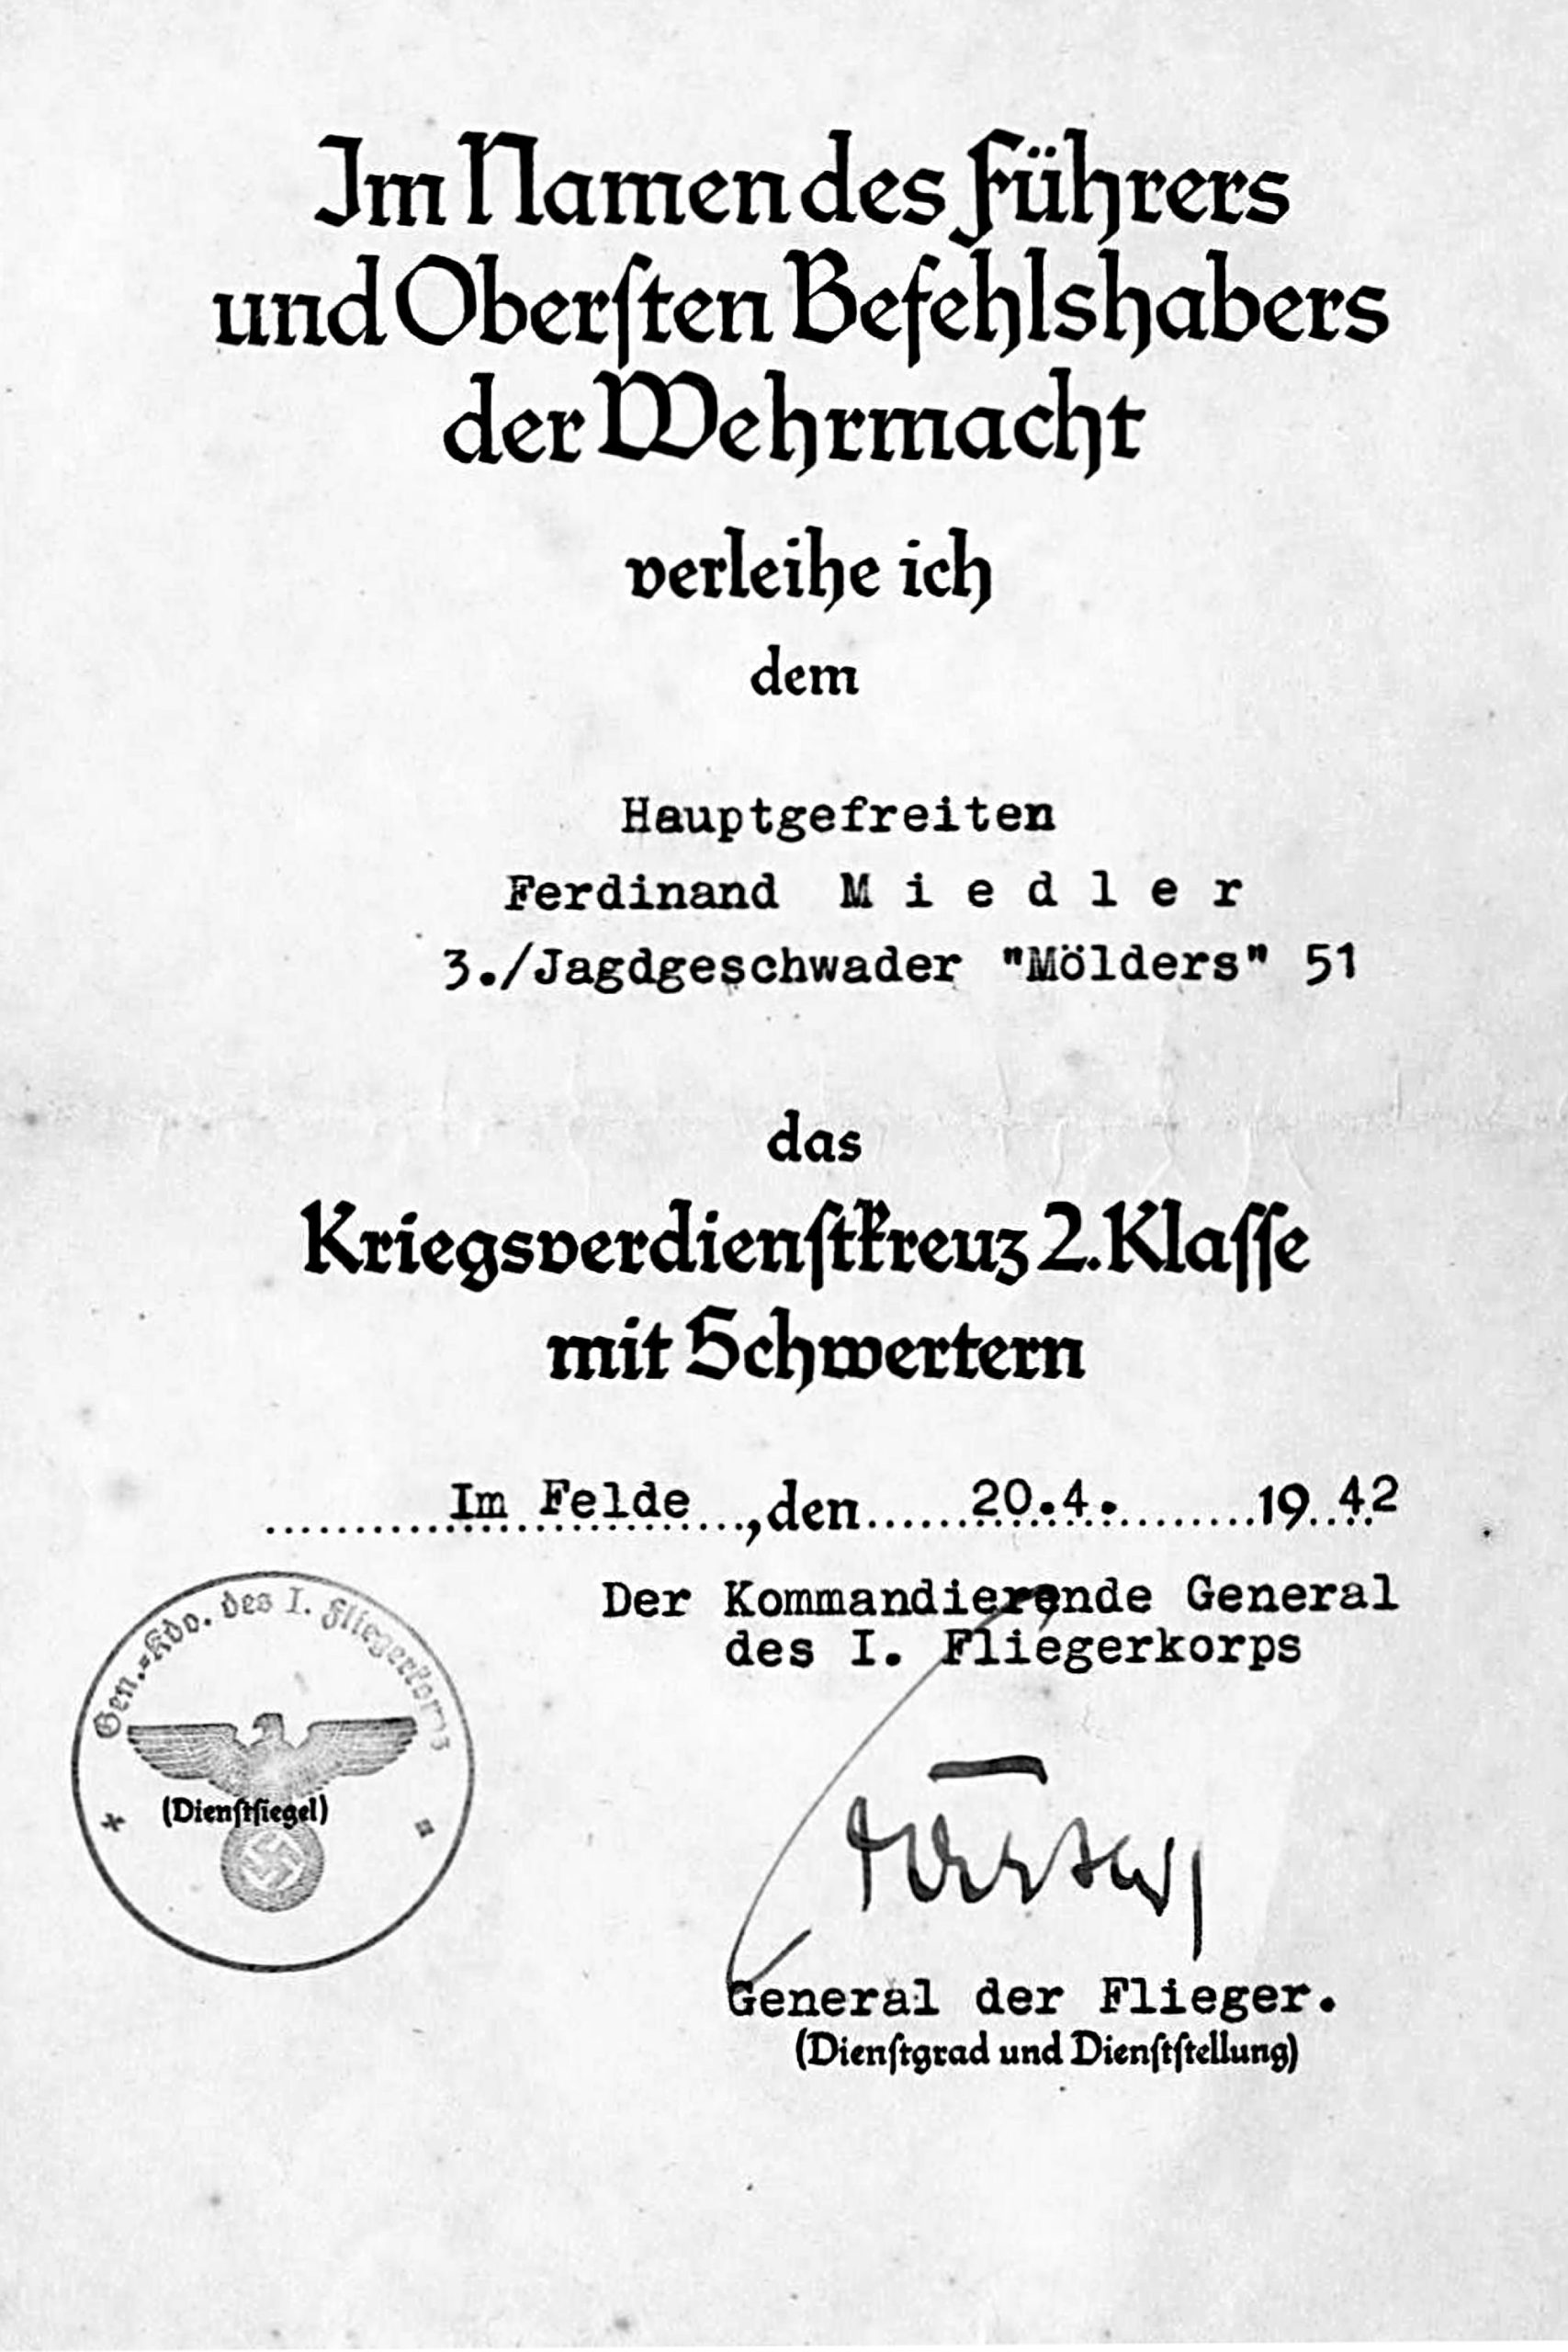 Im Namen des Führers
und Oberſten Befehlshabers
der Wehrmacht
verleihe ich
dem
Hauptgefreiten
Ferdinand M i e d l e r
3./Jagdgeschwader "Mölders" 51
das
Kriegsverdienſtkreuz 2. Klaſſe
mit Schwertern
Im Felde, den 20.4. 1942
Der Kommandierende General
des I. Fliegerkorps
Gen.-Kdo. des I. Fliegerkorps
(Dienſtſiegel)
General der Flieger.
(Dienſtgrad und Dienſtſtellung)